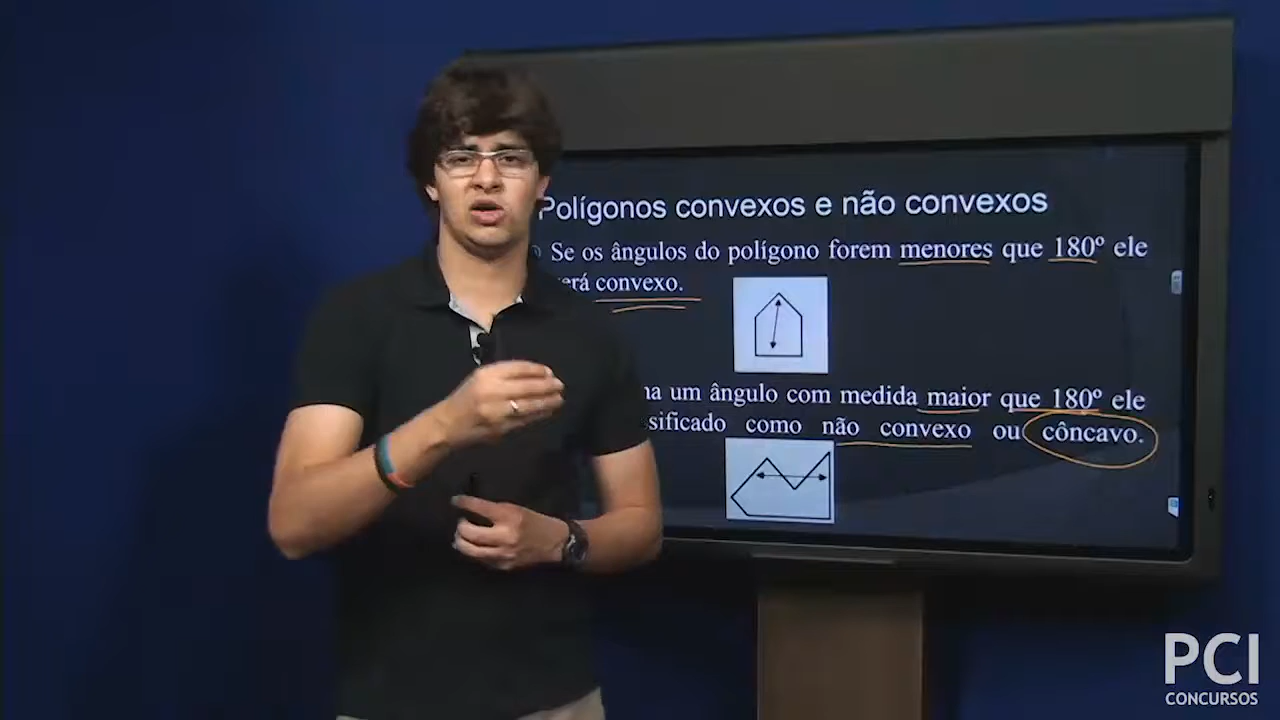 Polígonos convexos e não convexos
Se os ângulos do polígono forem menores que 180º ele
erá convexo.
ha um ângulo com medida maior que 180º ele
sificado como não convexo ou côncavo.
PCI
CONCURSOS